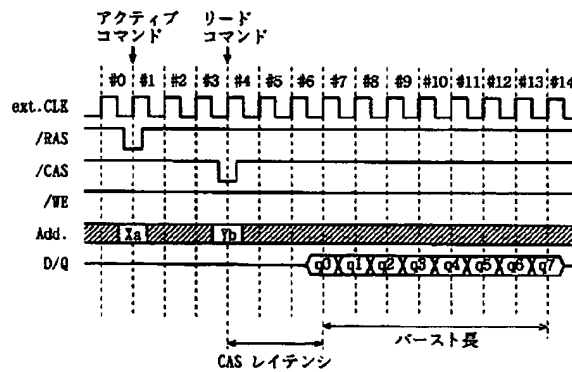 アクティブ リード
コマンド コマンド
#0 #1 #2 #3 #4 #5 #6 #7 #8 #9 #10 #11 #12 #13 #14
ext.CLK
/RAS
/CAS
/WE
Add. Xa Yb
D/Q q0 q1 q2 q3 q4 q5 q6 q7
CAS レイテンシ バースト長